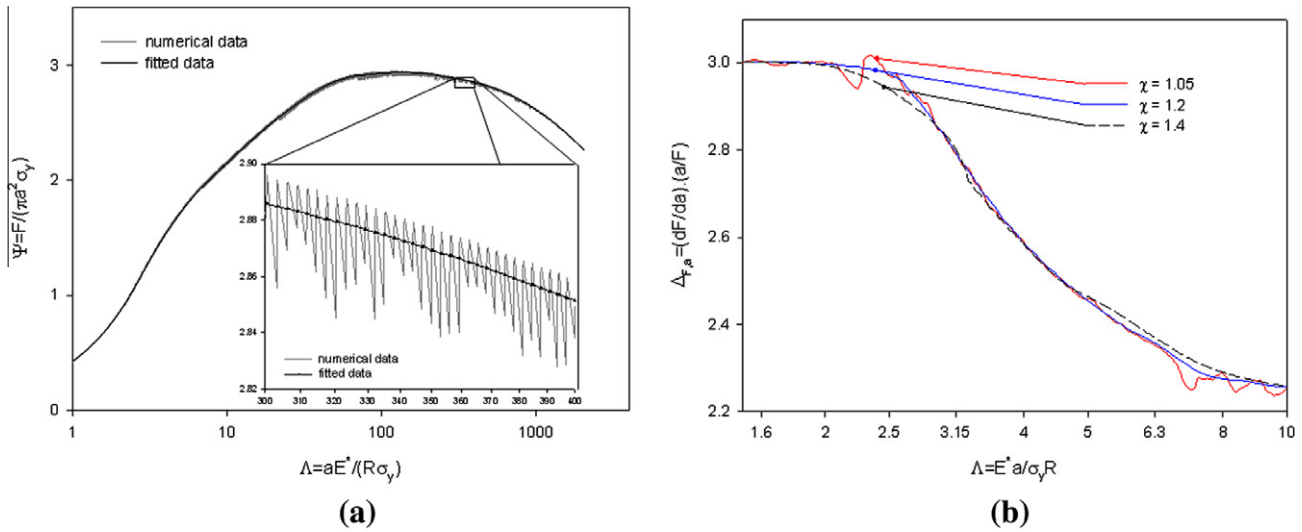 numerical data
fitted data
Ψ=F/(πa²σy)
3
2
1
0
2.90
2.88
2.86
2.84
2.82
numerical data
fitted data
300 310 320 330 340 350 360 370 380 390 400
1 10 100 1000
Λ=aE*/(Rσy)
(a)
χ = 1.05
χ = 1.2
χ = 1.4
ΔF,a=(dF/da).(a/F)
3.0
2.8
2.6
2.4
2.2
1.6 2 2.5 3.15 4 5 6.3 8 10
Λ=E*a/σyR
(b)